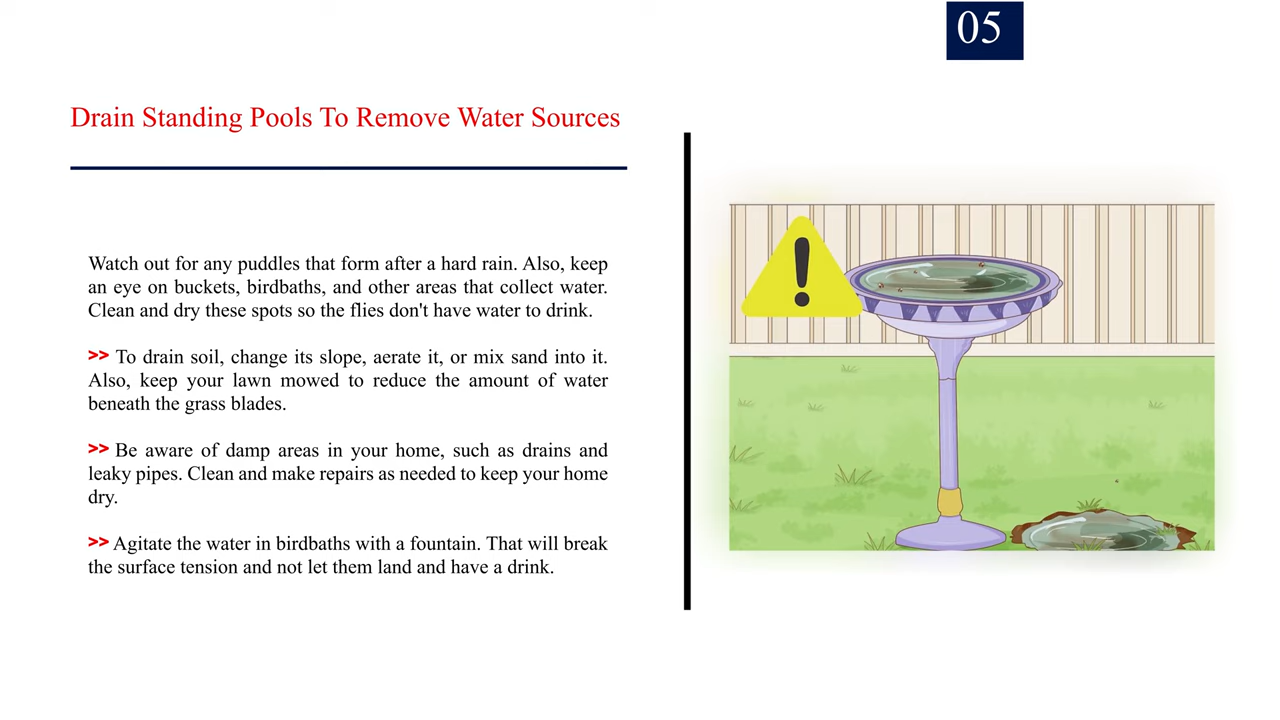 05
Drain Standing Pools To Remove Water Sources
Watch out for any puddles that form after a hard rain. Also, keep
an eye on buckets, birdbaths, and other areas that collect water.
Clean and dry these spots so the flies don't have water to drink.
>> To drain soil, change its slope, aerate it, or mix sand into it.
Also, keep your lawn mowed to reduce the amount of water
beneath the grass blades.
>> Be aware of damp areas in your home, such as drains and
leaky pipes. Clean and make repairs as needed to keep your home
dry.
>> Agitate the water in birdbaths with a fountain. That will break
the surface tension and not let them land and have a drink.
!